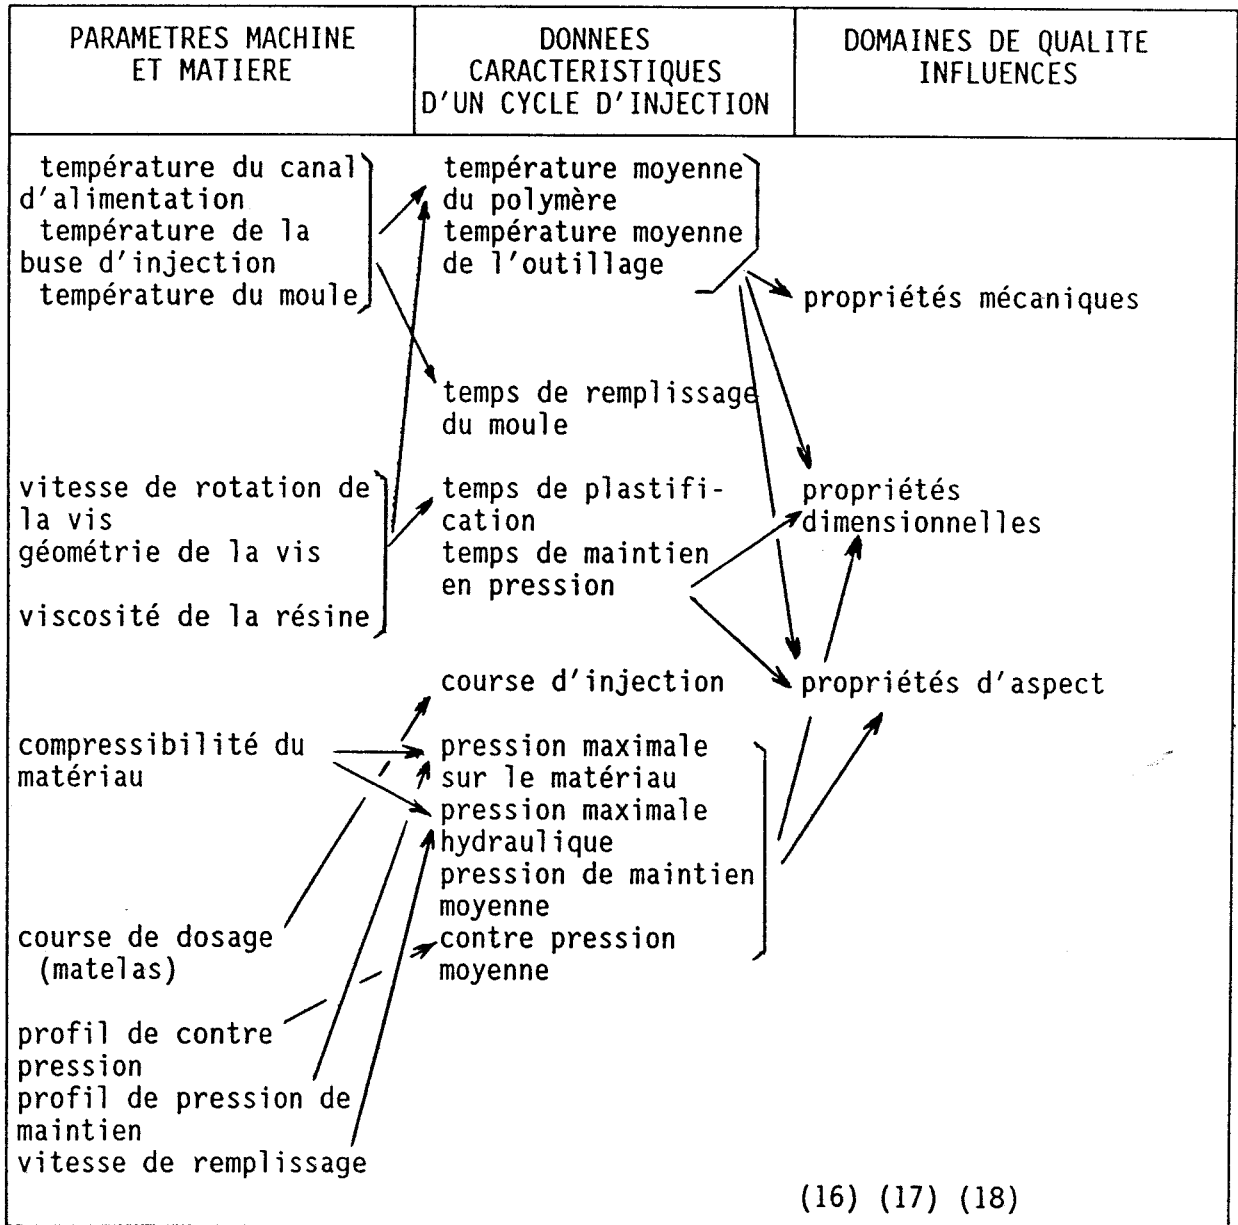 PARAMETRES MACHINE
ET MATIERE
DONNEES
CARACTERISTIQUES
D'UN CYCLE D'INJECTION
DOMAINES DE QUALITE
INFLUENCES
température du canal
d'alimentation
température de la
buse d'injection
température du moule
vitesse de rotation de
la vis
géométrie de la vis
viscosité de la résine
compressibilité du
matériau
course de dosage
(matelas)
profil de contre
pression
profil de pression de
maintien
vitesse de remplissage
température moyenne
du polymère
température moyenne
de l'outillage
temps de remplissage
du moule
temps de plastifi-
cation
temps de maintien
en pression
course d'injection
pression maximale
sur le matériau
pression maximale
hydraulique
pression de maintien
moyenne
contre pression
moyenne
propriétés mécaniques
propriétés
dimensionnelles
propriétés d'aspect
(16) (17) (18)